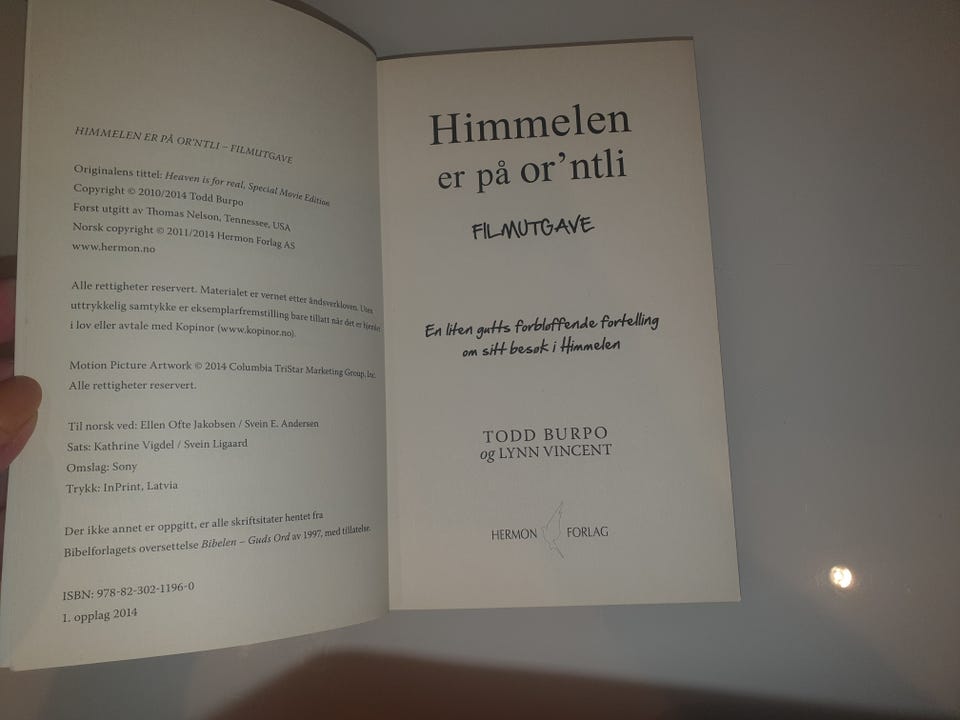 HIMMELEN ER PÅ OR'NTLI – FILMUTGAVE
Originalens tittel: Heaven is for real, Special Movie Edition
Copyright © 2010/2014 Todd Burpo
Først utgitt av Thomas Nelson, Tennessee, USA
Norsk copyright © 2011/2014 Hermon Forlag AS
www.hermon.no
Alle rettigheter reservert. Materialet er vernet etter åndsverkloven. Uten
uttrykkelig samtykke er eksemplarfremstilling bare tillatt når det er hjemlet
i lov eller avtale med Kopinor (www.kopinor.no).
Motion Picture Artwork © 2014 Columbia TriStar Marketing Group, Inc.
Alle rettigheter reservert.
Til norsk ved: Ellen Ofte Jakobsen / Svein E. Andersen
Sats: Kathrine Vigdel / Svein Ligaard
Omslag: Sony
Trykk: InPrint, Latvia
Der ikke annet er oppgitt, er alle skriftsitater hentet fra
Bibelforlagets oversettelse Bibelen – Guds Ord av 1997, med tillatelse.
ISBN: 978-82-302-1196-0
1. opplag 2014
Himmelen
er på or'ntli
FILMUTGAVE
En liten gutts forbløffende fortelling
om sitt besøk i Himmelen
TODD BURPO
og LYNN VINCENT
HERMON FORLAG